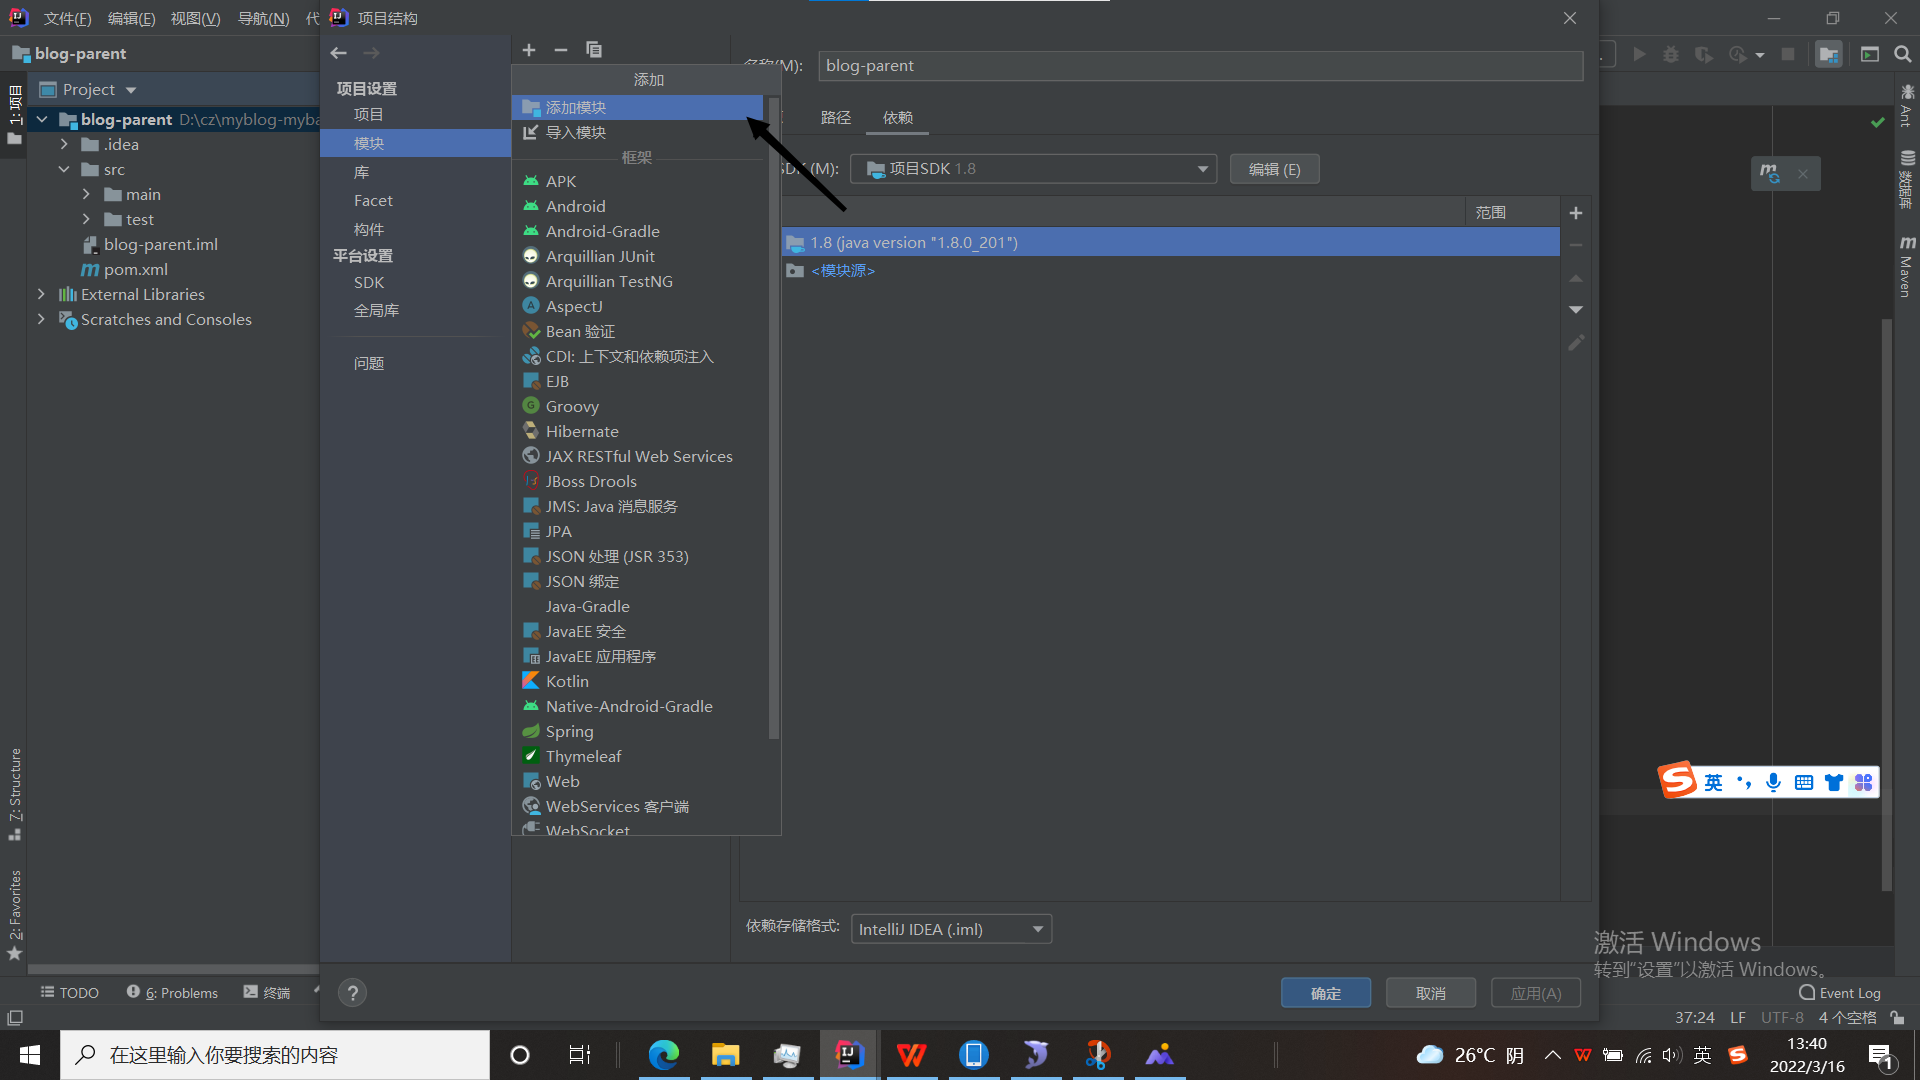 文件(F) 编辑(E) 视图(V) 导航(N) 代
项目结构
blog-parent
1: 项目
Project
blog-parent D:\cz\myblog-myba
.idea
src
main
test
blog-parent.iml
pom.xml
External Libraries
Scratches and Consoles
7: Structure
2: Favorites
项目设置
项目
模块
库
Facet
构件
平台设置
SDK
全局库
问题
添加
添加模块
导入模块
框架
APK
Android
Android-Gradle
Arquillian JUnit
Arquillian TestNG
AspectJ
Bean 验证
CDI: 上下文和依赖项注入
EJB
Groovy
Hibernate
JAX RESTful Web Services
JBoss Drools
JMS: Java 消息服务
JPA
JSON 处理 (JSR 353)
JSON 绑定
Java-Gradle
JavaEE 安全
JavaEE 应用程序
Kotlin
Native-Android-Gradle
Spring
Thymeleaf
Web
WebServices 客户端
WebSocket
名称(M): blog-parent
路径 依赖
SDK (M): 项目SDK 1.8 编辑 (E)
范围
1.8 (java version "1.8.0_201")
<模块源>
依赖存储格式: IntelliJ IDEA (.iml)
确定 取消 应用(A)
Ant
数据库
Maven
英
激活 Windows
转到“设置”以激活 Windows。
TODO 6: Problems 终端
Event Log
37:24 LF UTF-8 4 个空格
在这里输入你要搜索的内容
26°C 阴 英
13:40
2022/3/16
1